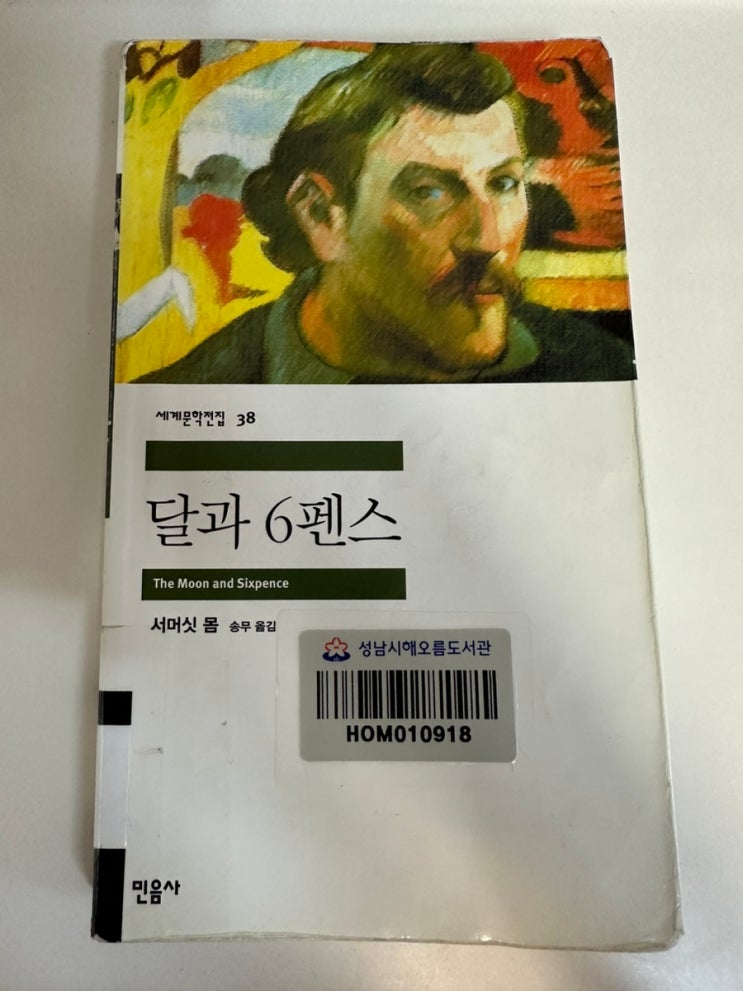 세계문학전집 38
달과 6펜스
The Moon and Sixpence
서머싯 몸 송무 옮김
성남시해오름도서관
HOM010918
민음사